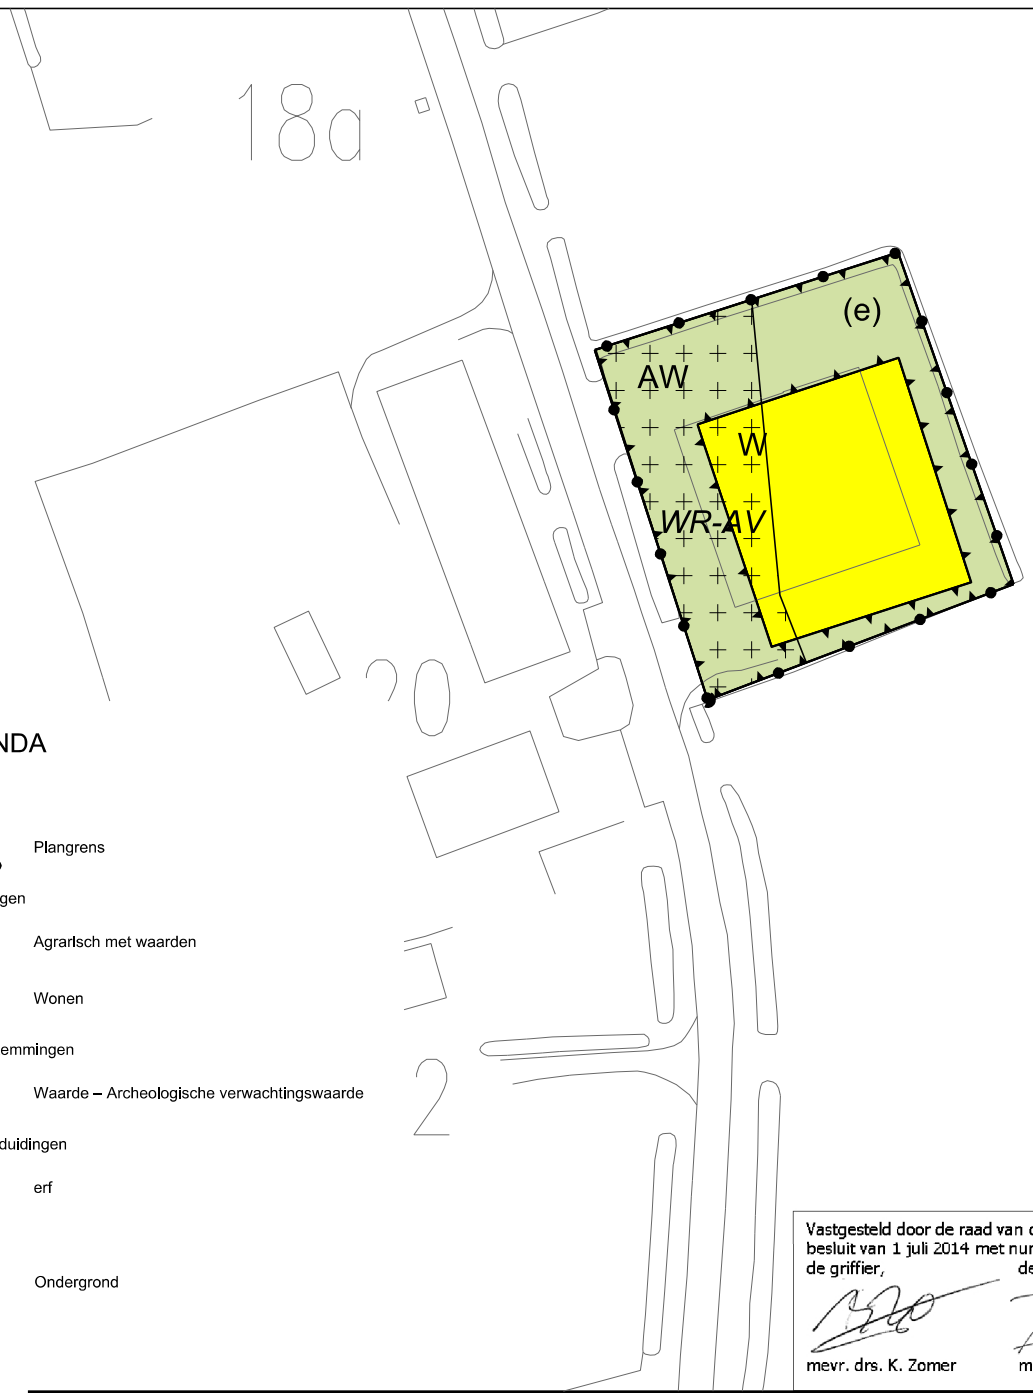 18a
(e)
AW
W
WR-AV
20
NDA
Plangrens
gen
Agrarisch met waarden
Wonen
emmingen
Waarde – Archeologische verwachtingswaarde
2
duidingen
erf
Ondergrond
Vastgesteld door de raad van
besluit van 1 juli 2014 met
de griffier, de
mevr. drs. K. Zomer m